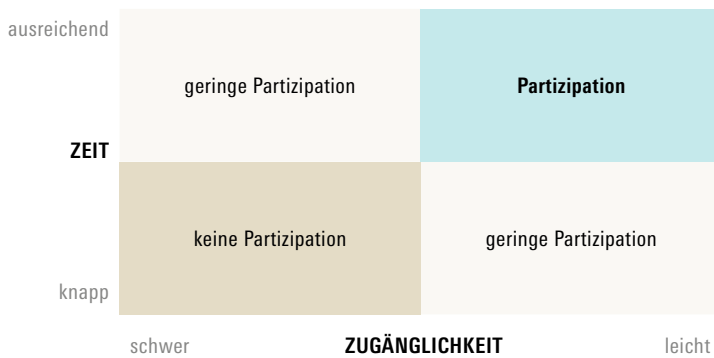 ausreichend
geringe Partizipation
Partizipation
ZEIT
keine Partizipation
geringe Partizipation
knapp
schwer
ZUGÄNGLICHKEIT
leicht